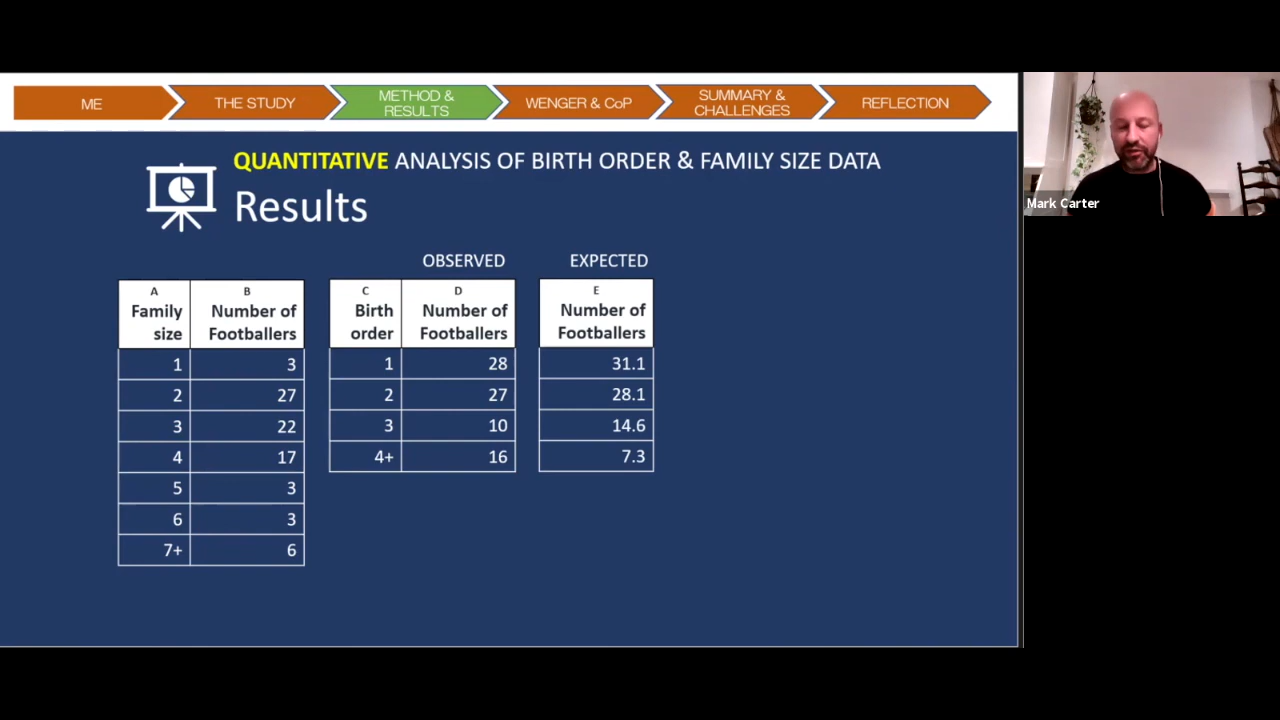 ME
THE STUDY
METHOD &
RESULTS
WENGER & CoP
SUMMARY &
CHALLENGES
REFLECTION
QUANTITATIVE ANALYSIS OF BIRTH ORDER & FAMILY SIZE DATA
Results
Mark Carter
OBSERVED
EXPECTED
A
Family
size
B
Number of
Footballers
1 3
2 27
3 22
4 17
5 3
6 3
7+ 6
C
Birth
order
D
Number of
Footballers
1 28
2 27
3 10
4+ 16
E
Number of
Footballers
31.1
28.1
14.6
7.3